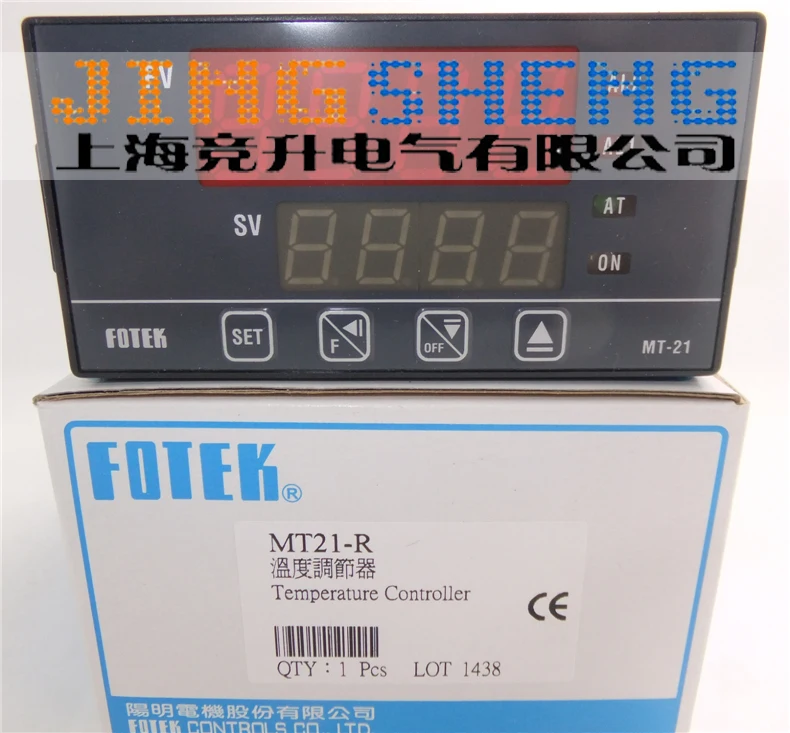 JINGSHENG
PV
上海竞升电气有限公司
SV
AT
ON
FOTEK
SET
F
OFF
MT-21
FOTEK®
MT21-R
溫度調節器
Temperature Controller
CE
QTY：1 Pcs LOT 1438
陽明電機股份有限公司
FOTEK CONTROLS CO., LTD